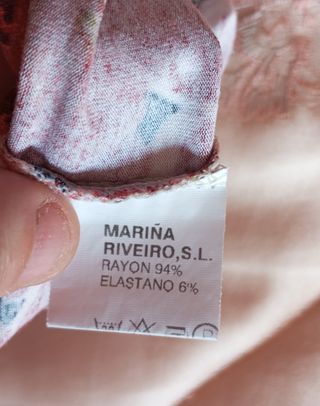 MARIÑA
RIVEIRO,S.L.
RAYON 94%
ELASTANO 6%